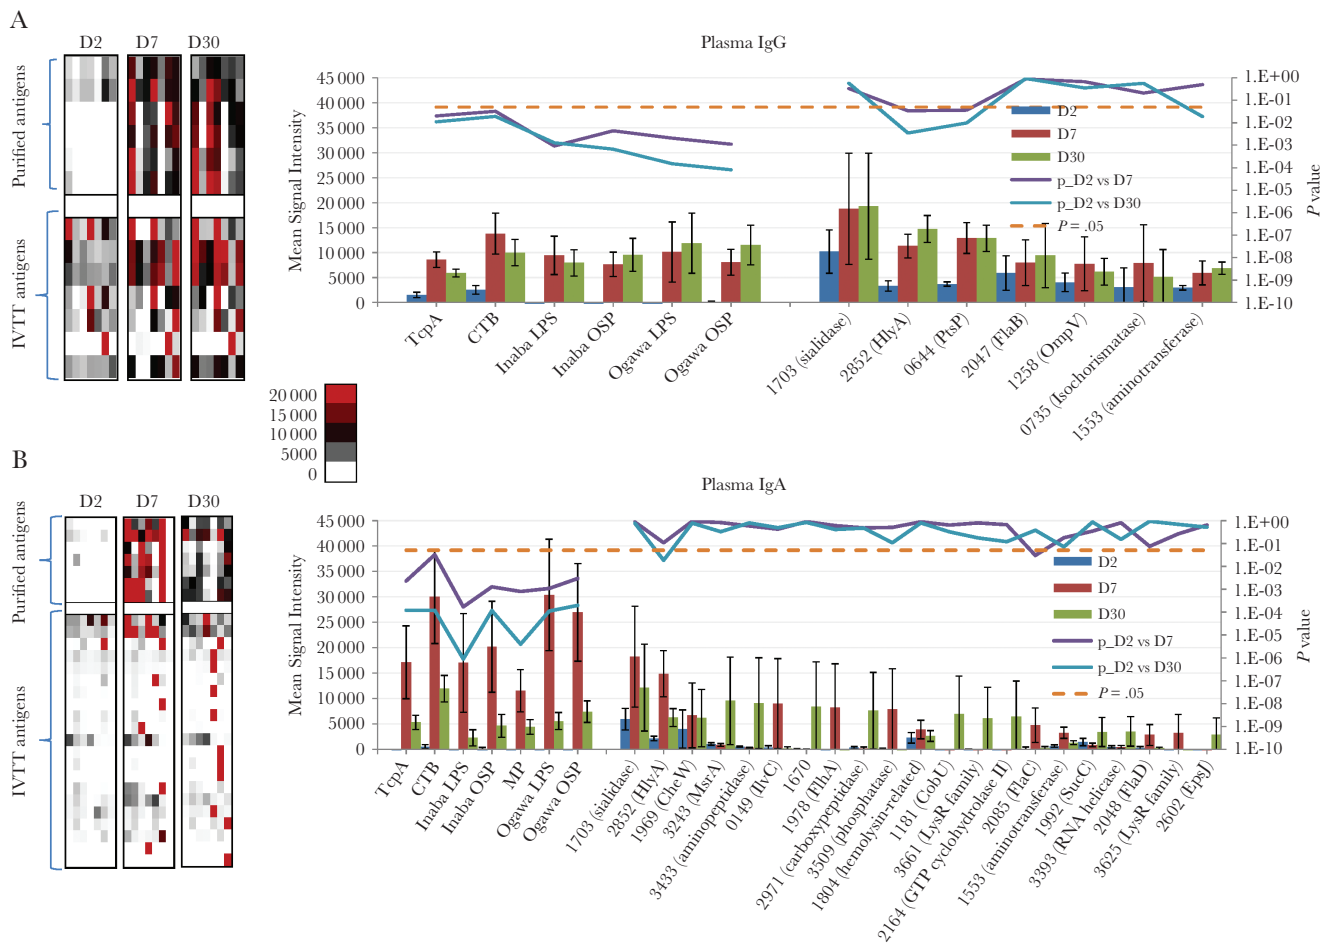 A
D2 D7 D30
Purified antigens
IVTT antigens
Plasma IgG
Mean Signal Intensity
45 000
40 000
35 000
30 000
25 000
20 000
15 000
10 000
5000
0
1.E+00
1.E-01
1.E-02
1.E-03
1.E-04
1.E-05
1.E-06
1.E-07
1.E-08
1.E-09
1.E-10
P value
D2
D7
D30
p_D2 vs D7
p_D2 vs D30
P = .05
TcpA
CTB
Inaba LPS
Inaba OSP
Ogawa LPS
Ogawa OSP
1703 (sialidase)
2852 (HlyA)
0644 (PtsP)
2047 (FlaB)
1258 (OmpV)
0735 (Isochorismatase)
1553 (aminotransferase)
20 000
15 000
10 000
5000
0
B
D2 D7 D30
Purified antigens
IVTT antigens
Plasma IgA
Mean Signal Intensity
45 000
40 000
35 000
30 000
25 000
20 000
15 000
10 000
5000
0
1.E+00
1.E-01
1.E-02
1.E-03
1.E-04
1.E-05
1.E-06
1.E-07
1.E-08
1.E-09
1.E-10
P value
D2
D7
D30
p_D2 vs D7
p_D2 vs D30
P = .05
TcpA
CTB
Inaba LPS
Inaba OSP
MP
Ogawa LPS
Ogawa OSP
1703 (sialidase)
2852 (HlyA)
1969 (CheW)
3243 (MsrA)
3433 (aminopeptidase)
0149 (IlvC)
1670
1978 (FlhA)
2971 (carboxypeptidase)
3509 (phosphatase)
1804 (hemolysin-related)
1181 (CobU)
3661 (LysR family)
2164 (GTP cyclohydrolase II)
2085 (FlaC)
1553 (aminotransferase)
1992 (SucC)
3393 (RNA helicase)
2048 (FlaD)
3625 (LysR family)
2602 (EpsJ)